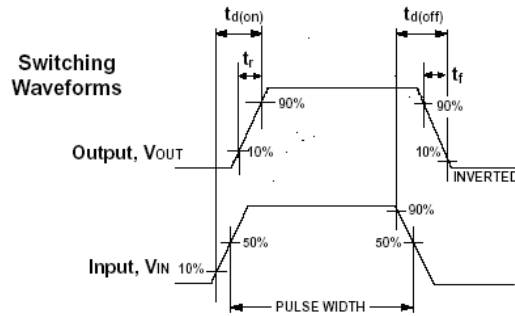 td(on)
td(off)
Switching
Waveforms
tr
tf
90%
90%
Output, VOUT
10%
10%
INVERTED
90%
50%
50%
Input, VIN
10%
PULSE WIDTH